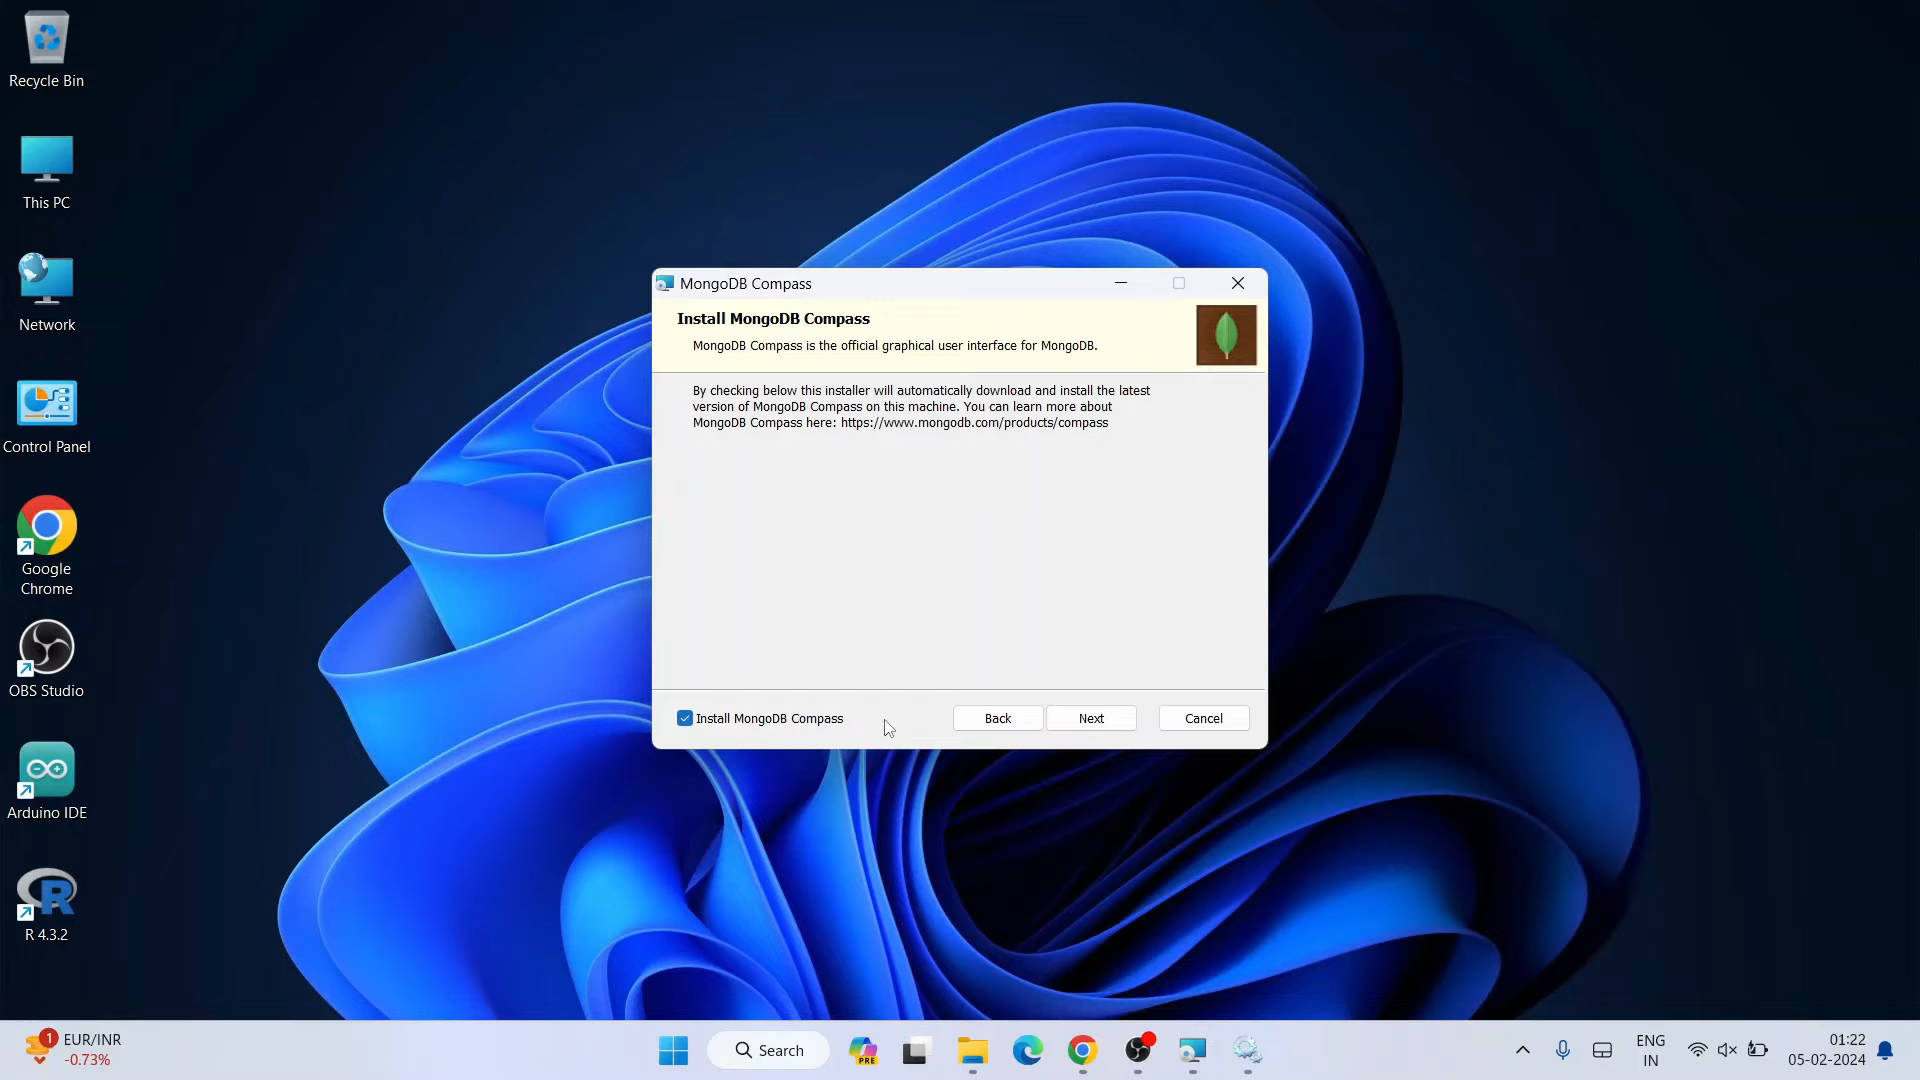 Recycle Bin
This PC
Network
Control Panel
Google
Chrome
OBS Studio
Arduino IDE
R 4.3.2
MongoDB Compass
Install MongoDB Compass
MongoDB Compass is the official graphical user interface for MongoDB.
By checking below this installer will automatically download and install the latest
version of MongoDB Compass on this machine. You can learn more about
MongoDB Compass here: https://www.mongodb.com/products/compass
Install MongoDB Compass
Back
Next
Cancel
1
EUR/INR
-0.73%
Search
PRE
ENG
IN
01:22
05-02-2024